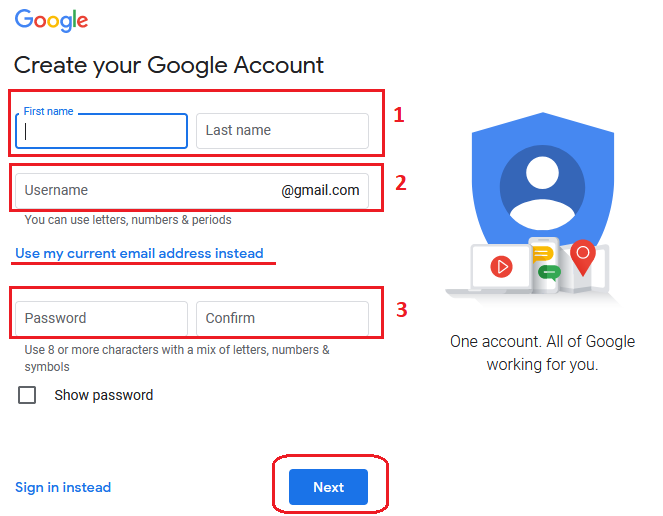 Google
Create your Google Account
First name
Last name
1
Username
@gmail.com
2
You can use letters, numbers & periods
Use my current email address instead
Password
Confirm
3
Use 8 or more characters with a mix of letters, numbers &
symbols
Show password
One account. All of Google
working for you.
Sign in instead
Next